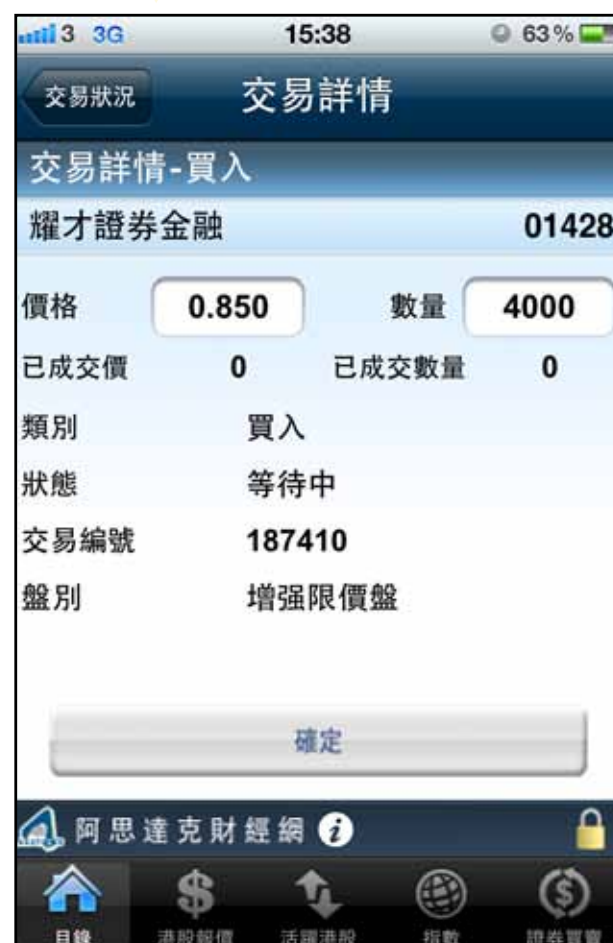 3 3G 15:38 63%
交易狀況 交易詳情
交易詳情-買入
耀才證券金融 01428
價格 0.850 數量 4000
已成交價 0 已成交數量 0
類別 買入
狀態 等待中
交易編號 187410
盤別 增强限價盤
確定
阿思達克財經網 i
目錄 港股報價 活躍港股 指數 證券買賣